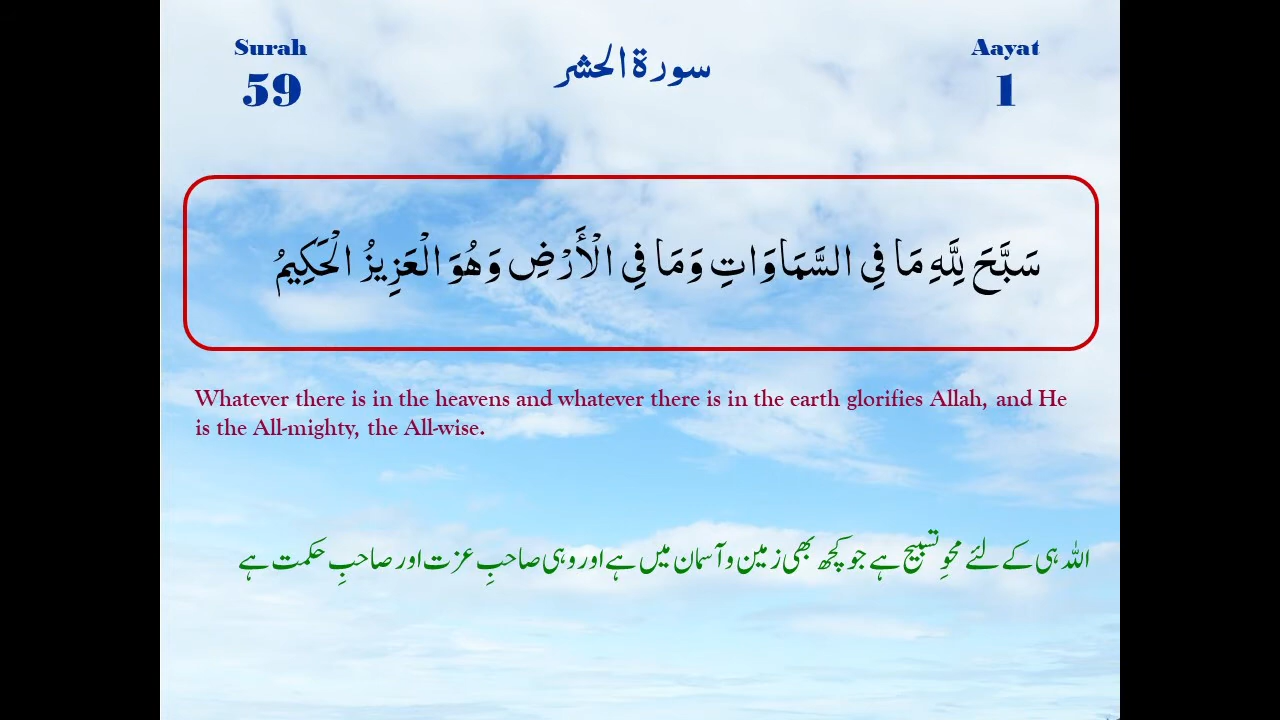 Surah
59
سورة الحشر
Aayat
1
سَبَّحَ لِلَّهِ مَا فِي السَّمَاوَاتِ وَمَا فِي الْأَرْضِ وَهُوَ الْعَزِيزُ الْحَكِيمُ
Whatever there is in the heavens and whatever there is in the earth glorifies Allah, and He
is the All-mighty, the All-wise.
اللہ ہی کے لئے محوِ تسبیح ہے جو کچھ بھی زمین و آسمان میں ہے اور وہی صاحبِ عزت اور صاحبِ حکمت ہے